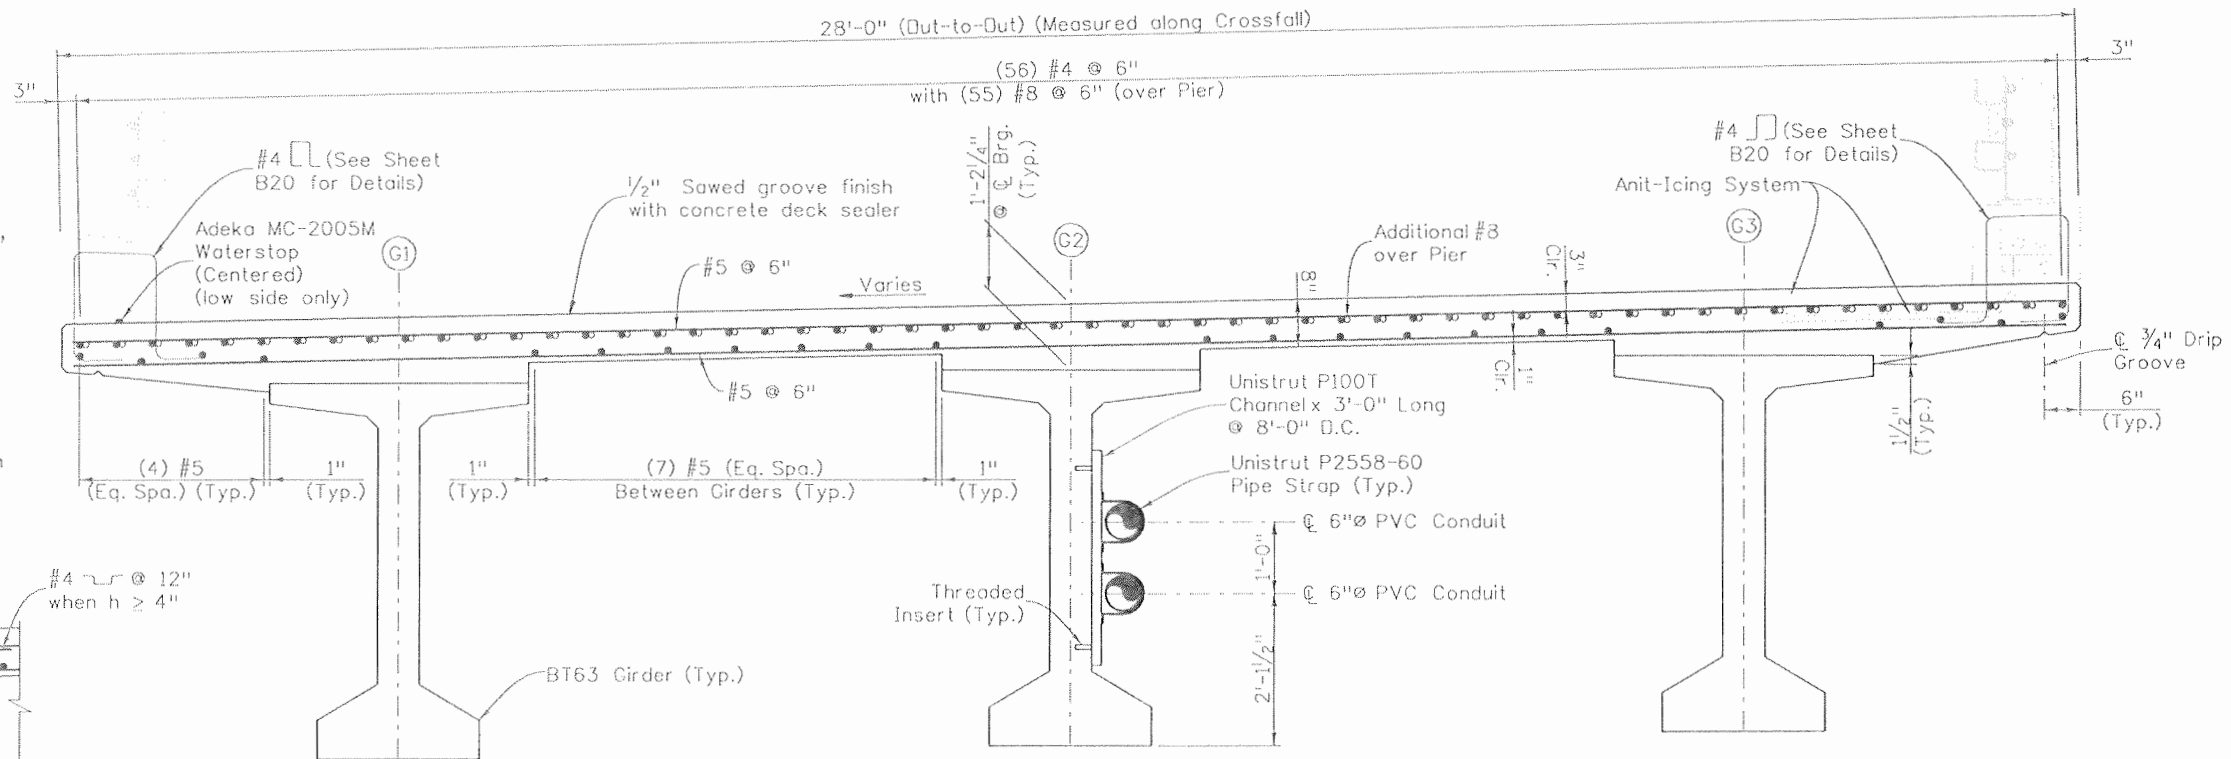 28'-0" (Out-to-Out) (Measured along Crossfall)
3"
3"
(56) #4 @ 6"
with (55) #8 @ 6" (over Pier)
#4 (See Sheet
B20 for Details)
#4 (See Sheet
B20 for Details)
1'-2 1/4"
@ ℄ Brg.
(Typ.)
1/2" Sawed groove finish
with concrete deck sealer
Anit-Icing System
Adeka MC-2005M
Waterstop
(Centered)
(low side only)
G1
G2
G3
#5 @ 6"
Additional #8
over Pier
3"
Clr.
Varies
8"
#5 @ 6"
1"
Clr.
℄ 3/4" Drip
Groove
6"
(Typ.)
1 1/2"
(Typ.)
Unistrut P100T
Channel x 3'-0" Long
@ 8'-0" O.C.
(4) #5
(Eq. Spa.) (Typ.)
1"
(Typ.)
1"
(Typ.)
(7) #5 (Eq. Spa.)
Between Girders (Typ.)
1"
(Typ.)
Unistrut P2558-60
Pipe Strap (Typ.)
℄ 6"Ø PVC Conduit
1'-0"
℄ 6"Ø PVC Conduit
#4 @ 12"
when h ≥ 4"
Threaded
Insert (Typ.)
2'-1 1/2"
BT63 Girder (Typ.)